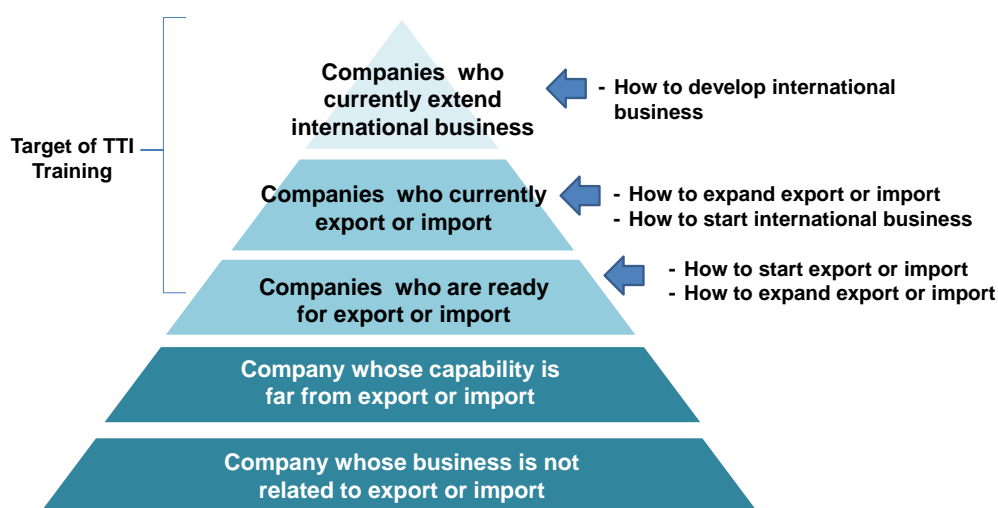 Companies who
currently extend
international business
- How to develop international
business
Target of TTI
Training
Companies who currently
export or import
- How to expand export or import
- How to start international business
Companies who are ready
for export or import
- How to start export or import
- How to expand export or import
Company whose capability is
far from export or import
Company whose business is not
related to export or import